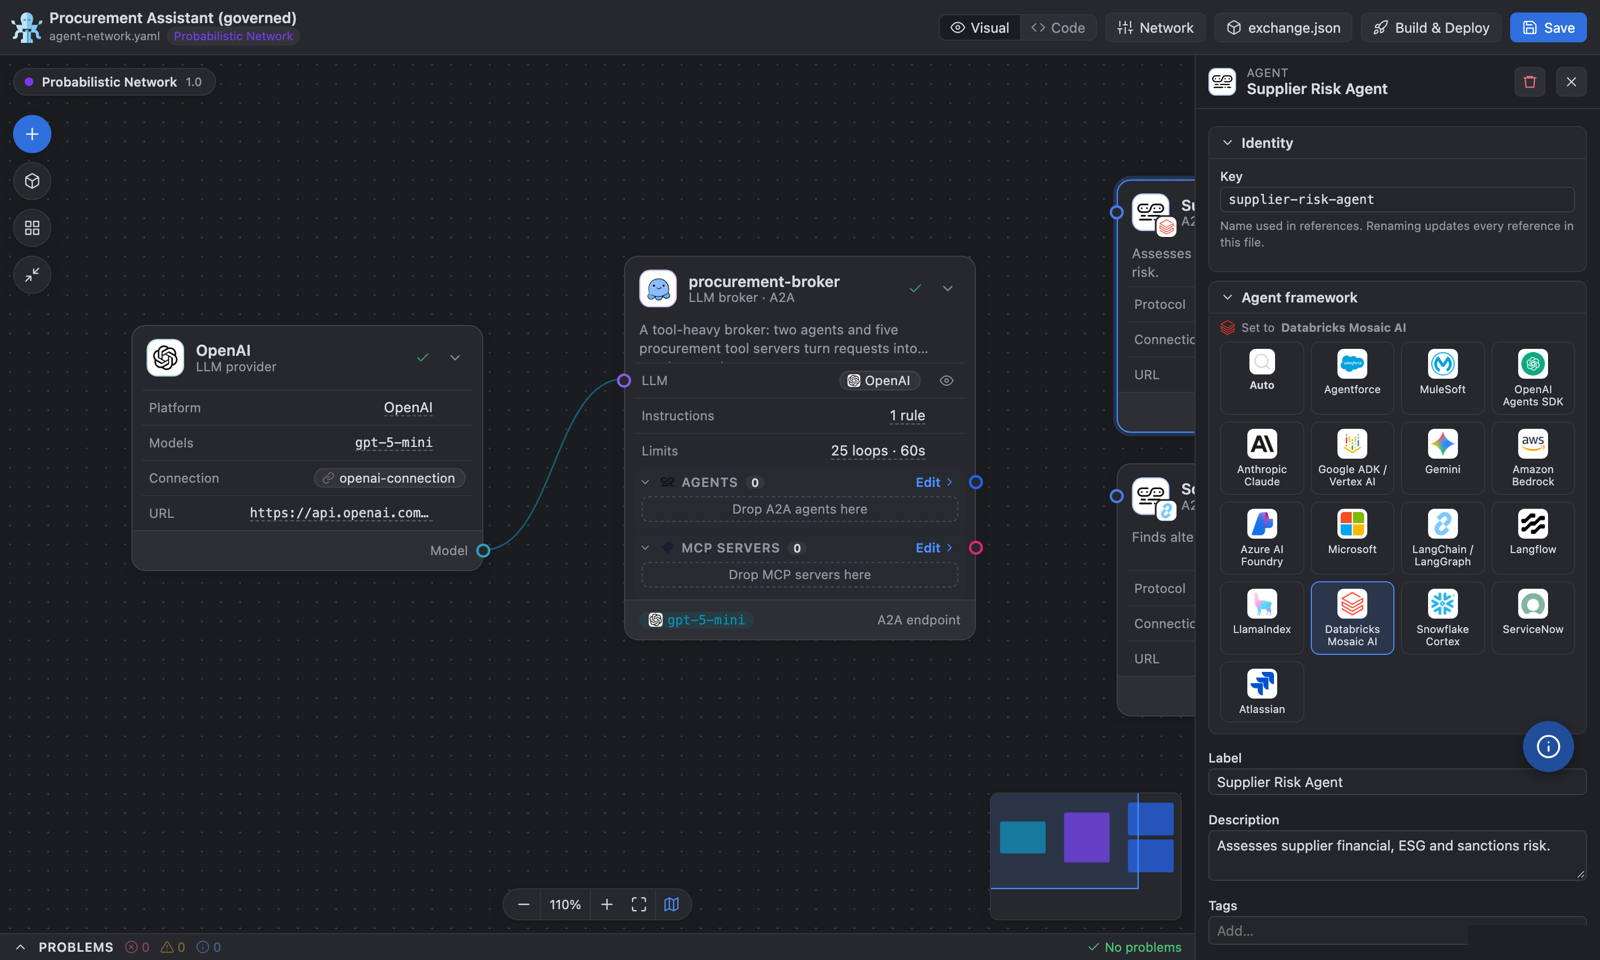 Procurement Assistant (governed)
agent-network.yaml Probabilistic Network
Visual
Code
Network
exchange.json
Build & Deploy
Save
Probabilistic Network 1.0
OpenAI
LLM provider
Platform OpenAI
Models gpt-5-mini
Connection openai-connection
URL https://api.openai.com…
Model
procurement-broker
LLM broker · A2A
A tool-heavy broker: two agents and five
procurement tool servers turn requests into…
LLM OpenAI
Instructions 1 rule
Limits 25 loops · 60s
AGENTS 0 Edit
Drop A2A agents here
MCP SERVERS 0 Edit
Drop MCP servers here
gpt-5-mini A2A endpoint
Assesses
risk.
Protocol
URL
Finds alte
Protocol
URL
110%
PROBLEMS 0 0 0
No problems
AGENT
Supplier Risk Agent
Identity
Key
supplier-risk-agent
Name used in references. Renaming updates every reference in
this file.
Agent framework
Set to Databricks Mosaic AI
Auto
Agentforce
MuleSoft
OpenAI
Agents SDK
Anthropic
Claude
Google ADK /
Vertex AI
Gemini
aws
Amazon
Bedrock
Azure AI
Foundry
Microsoft
LangChain /
LangGraph
Langflow
LlamaIndex
Databricks
Mosaic AI
Snowflake
Cortex
ServiceNow
Atlassian
Label
Supplier Risk Agent
Description
Assesses supplier financial, ESG and sanctions risk.
Tags
Add...